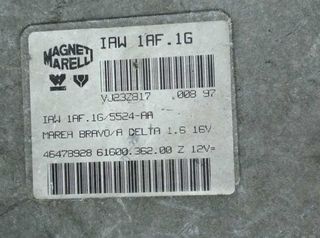 IAW 1AF.1G
MAGNETI
MARELLI
YJ23Z817 .008 97
IAW 1AF.1G/5524-AA
MAREA BRAVO/A DELTA 1.6 16V
46478928 61600.362.00 Z 12V=